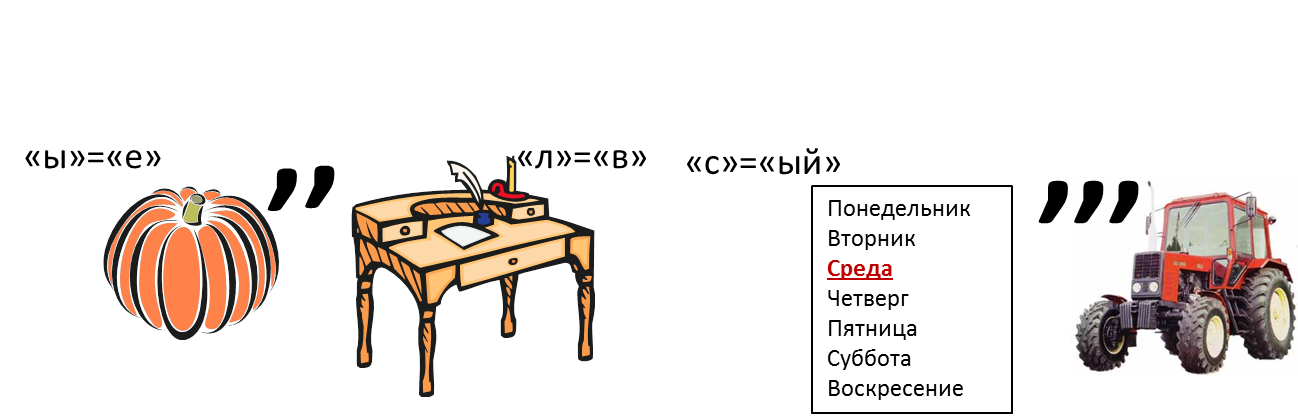 «ы»=«е»
,,
«л»=«в»
«с»=«ый»
Понедельник
Вторник
Среда
Четверг
Пятница
Суббота
Воскресение
,,,